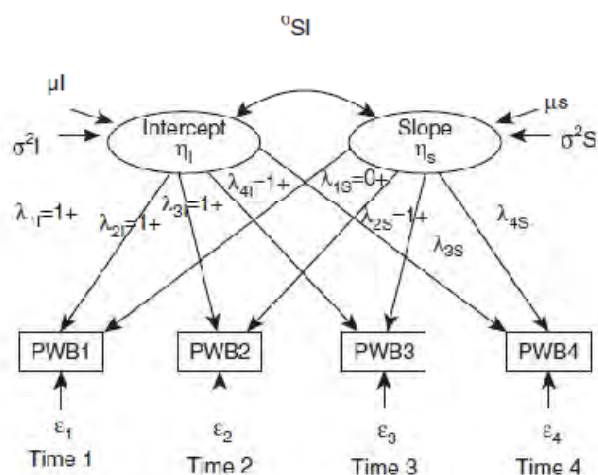 σSI
μI
μs
Intercept
Slope
σ²I
ηI
ηs
σ²S
λ1I=1+
λ2I=1+
λ3I=1+
λ4I-1+
λ1S=0+
λ2S-1+
λ3S
λ4S
PWB1 PWB2 PWB3 PWB4
ε1 ε2 ε3 ε4
Time 1 Time 2 Time 3 Time 4